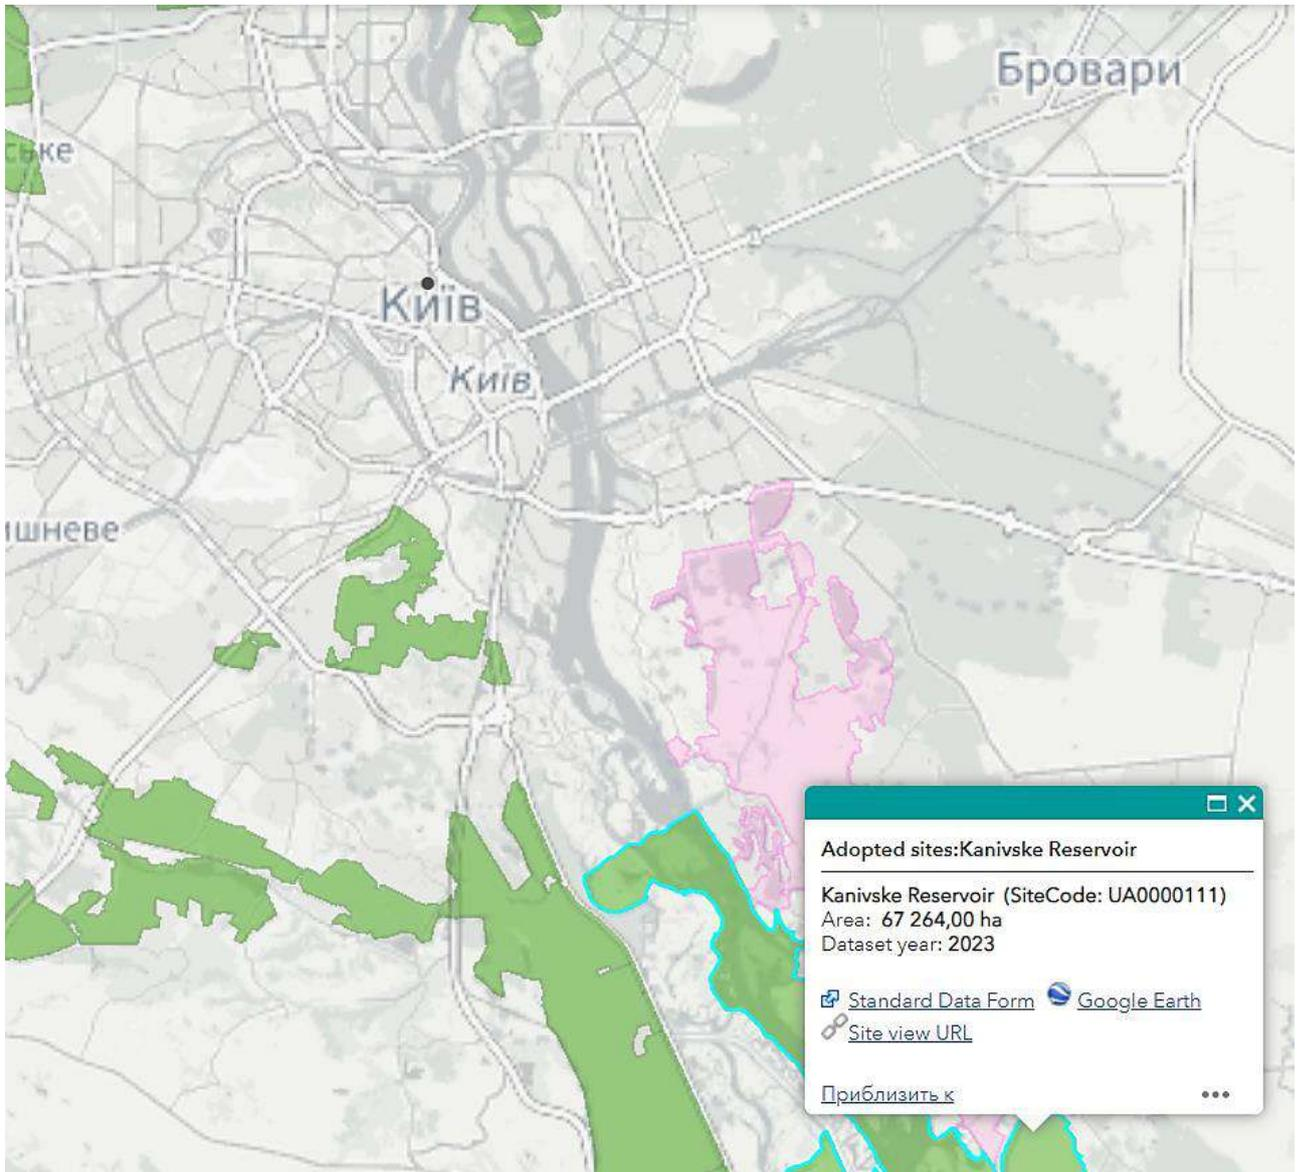 Бровари
ське
Київ
Київ
ишневе
Adopted sites:Kanivske Reservoir
Kanivske Reservoir (SiteCode: UA0000111)
Area: 67 264,00 ha
Dataset year: 2023
Standard Data Form Google Earth
Site view URL
Приблизить к